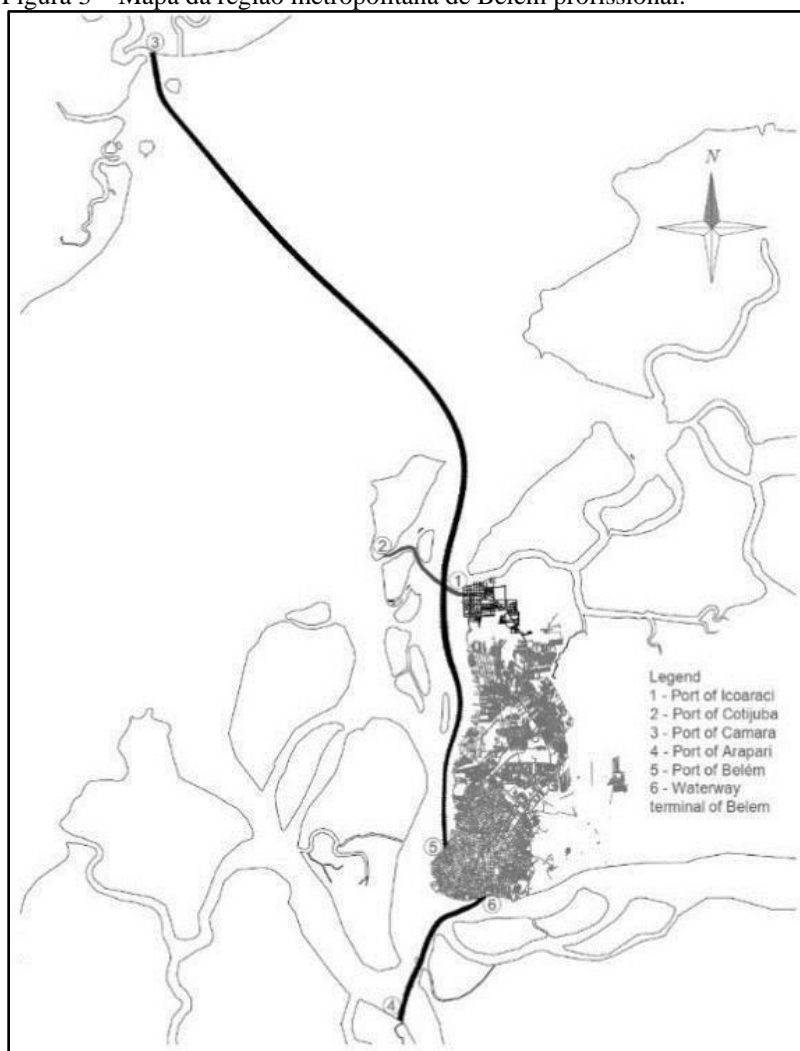 Figura 3 – Mapa da região metropolitana de Belém profissional.
3
N
2
1
Legend
1 - Port of Icoaraci
2 - Port of Cotijuba
3 - Port of Camara
4 - Port of Arapari
5 - Port of Belém
6 - Waterway
terminal of Belem
5
6
4